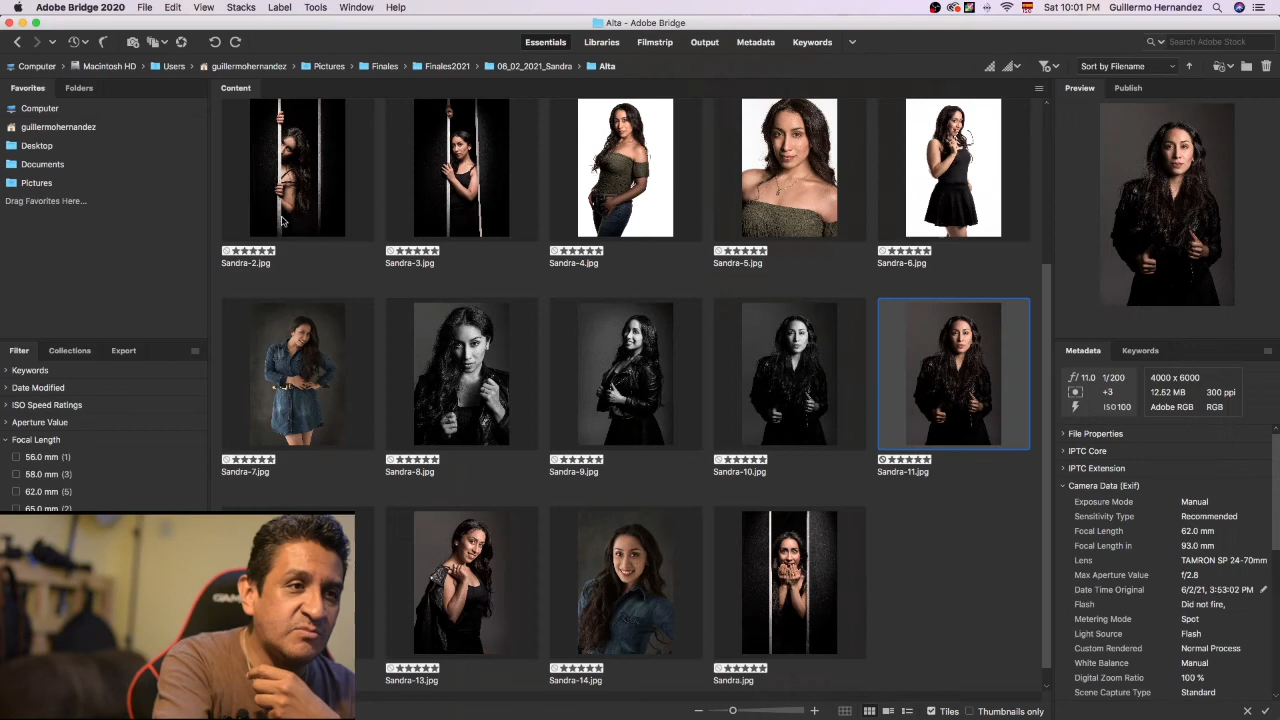 Adobe Bridge 2020 File Edit View Stacks Label Tools Window Help Sat 10:01 PM Guillermo Hernandez
Alta - Adobe Bridge
Essentials Libraries Filmstrip Output Metadata Keywords Search Adobe Stock
Computer Macintosh HD Users guillermohernandez Pictures Finales Finales2021 06_02_2021_Sandra Alta Sort by Filename
Favorites Folders
Computer
guillermohernandez
Desktop
Documents
Pictures
Drag Favorites Here...
Filter Collections Export
Keywords
Date Modified
ISO Speed Ratings
Aperture Value
Focal Length
56.0 mm (1)
58.0 mm (3)
62.0 mm (5)
65.0 mm (2)
Content
Sandra-2.jpg Sandra-3.jpg Sandra-4.jpg Sandra-5.jpg Sandra-6.jpg
Sandra-7.jpg Sandra-8.jpg Sandra-9.jpg Sandra-10.jpg Sandra-11.jpg
Sandra-13.jpg Sandra-14.jpg Sandra.jpg
Tiles Thumbnails only
Preview Publish
Metadata Keywords
f/ 11.0 1/200 4000 x 6000
+3 12.52 MB 300 ppi
ISO100 Adobe RGB RGB
File Properties
IPTC Core
IPTC Extension
Camera Data (Exif)
Exposure Mode Manual
Sensitivity Type Recommended
Focal Length 62.0 mm
Focal Length in 93.0 mm
Lens TAMRON SP 24-70mm
Max Aperture Value f/2.8
Date Time Original 6/2/21, 3:53:02 PM
Flash Did not fire,
Metering Mode Spot
Light Source Flash
Custom Rendered Normal Process
White Balance Manual
Digital Zoom Ratio 100 %
Scene Capture Type Standard